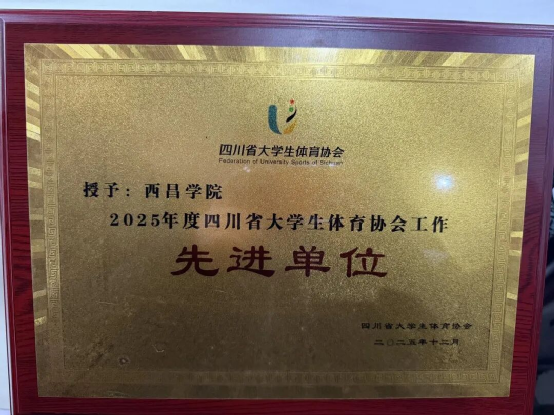 四川省大学生体育协会
Federation of University Sports of Sichuan
授予：西昌学院
2025年度四川省大学生体育协会工作
先进单位
四川省大学生体育协会
二〇二五年十二月